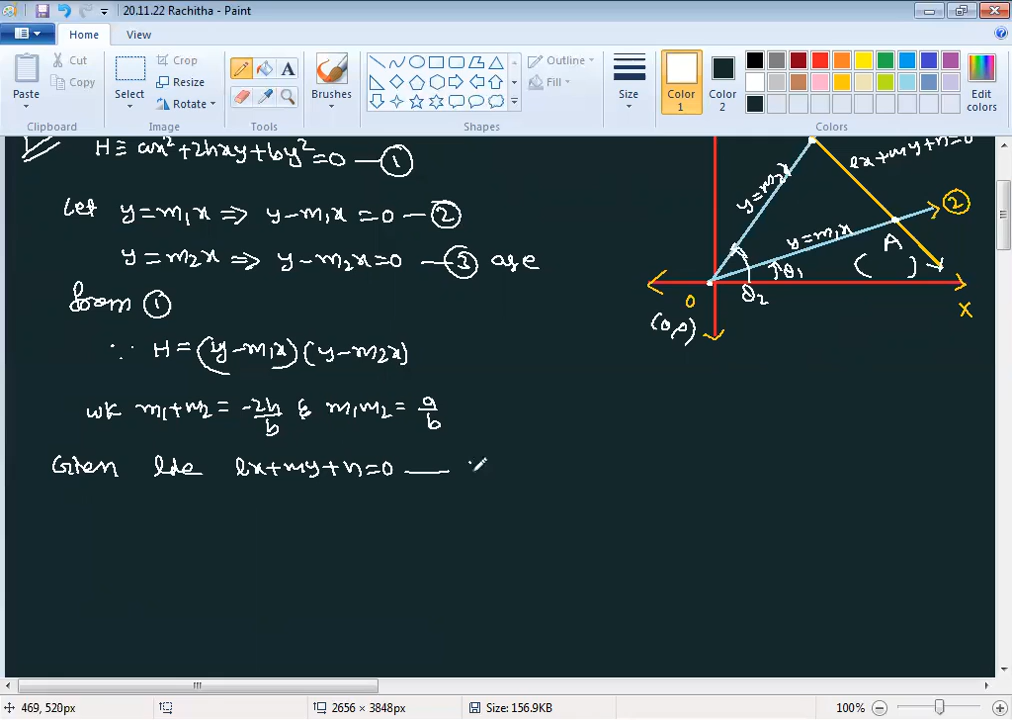 20.11.22 Rachitha - Paint
Home View
Paste
Cut
Copy
Clipboard
Select
Crop
Resize
Rotate
Image
A
Tools
Brushes
Outline
Fill
Shapes
Size
Color 1
Color 2
Edit colors
Colors
H ≡ ax²+2hxy+by²=0 — ①
Let y=m₁x ⟹ y-m₁x =0 — ②
y=m₂x ⟹ y-m₂x=0 — ③ are
from ①
∵ H = (y-m₁x)(y-m₂x)
wk m₁+m₂ = -2h/b & m₁m₂ = a/b
Given line lx+my+n=0 —
lx+my+n=0
y=m₂x
②
y=m₁x
A
( )
θ₁
θ₂
O
(0,0)
X
469, 520px
2656 × 3848px
Size: 156.9KB
100%